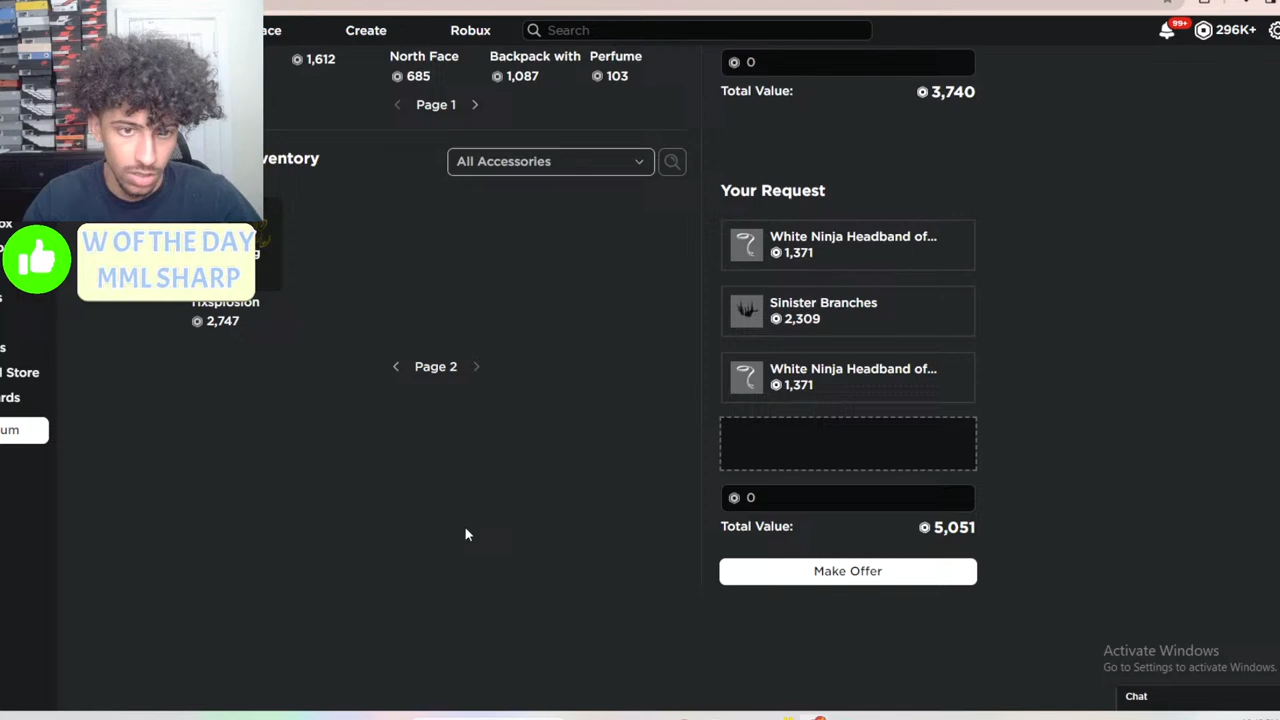 ace
Create
Robux
Search
99+
296K+
1,612
North Face
685
Backpack with
1,087
Perfume
103
Page 1
0
Total Value:
3,740
ventory
All Accessories
Your Request
White Ninja Headband of...
1,371
Sinister Branches
2,309
White Ninja Headband of...
1,371
0
Total Value:
5,051
Make Offer
ox
W OF THE DAY
MML SHARP
2,747
Page 2
s
s
l Store
rds
um
Activate Windows
Go to Settings to activate Windows.
Chat